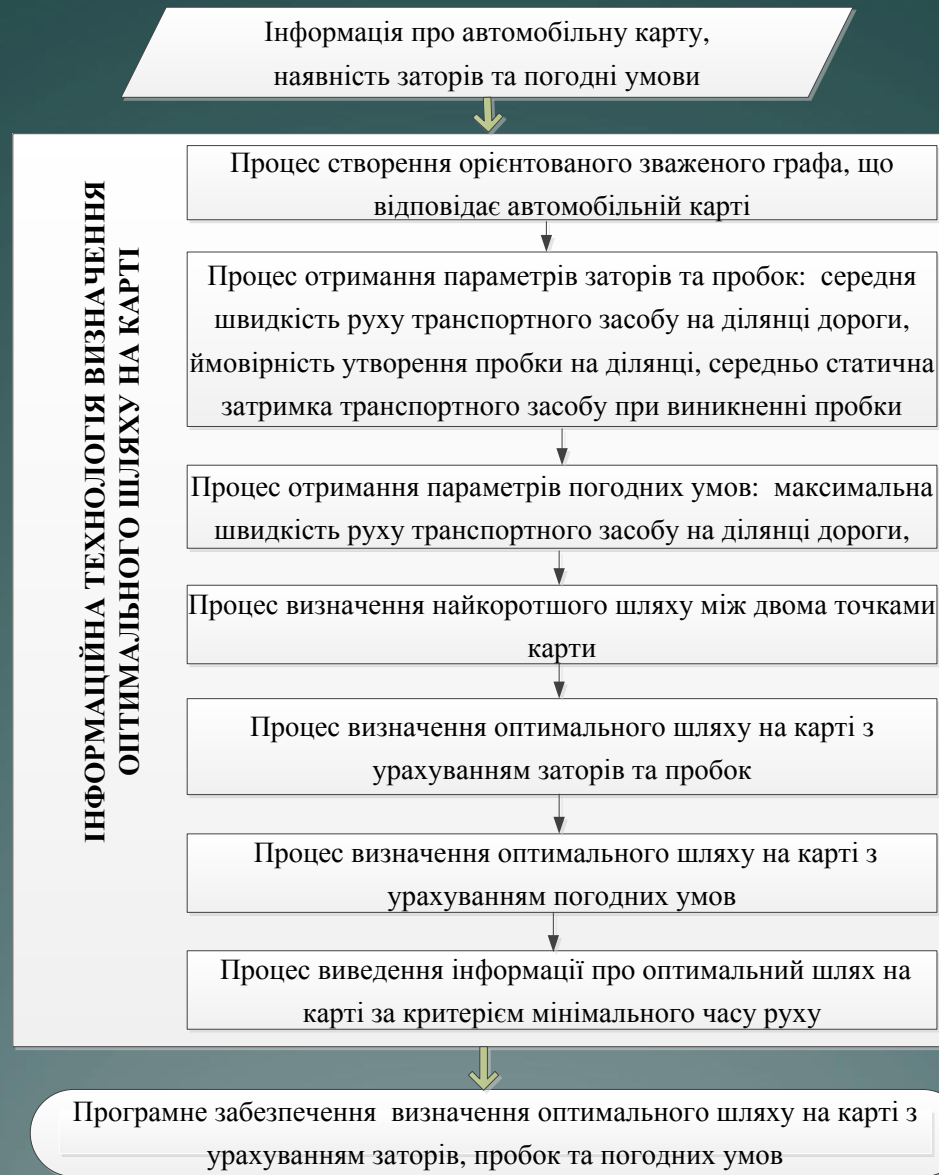 Інформація про автомобільну карту,
наявність заторів та погодні умови
ІНФОРМАЦІЙНА ТЕХНОЛОГІЯ ВИЗНАЧЕННЯ
ОПТИМАЛЬНОГО ШЛЯХУ НА КАРТІ
Процес створення орієнтованого зваженого графа, що
відповідає автомобільній карті
Процес отримання параметрів заторів та пробок: середня
швидкість руху транспортного засобу на ділянці дороги,
ймовірність утворення пробки на ділянці, середньо статична
затримка транспортного засобу при виникненні пробки
Процес отримання параметрів погодних умов: максимальна
швидкість руху транспортного засобу на ділянці дороги,
Процес визначення найкоротшого шляху між двома точками
карти
Процес визначення оптимального шляху на карті з
урахуванням заторів та пробок
Процес визначення оптимального шляху на карті з
урахуванням погодних умов
Процес виведення інформації про оптимальний шлях на
карті за критерієм мінімального часу руху
Програмне забезпечення визначення оптимального шляху на карті з
урахуванням заторів, пробок та погодних умов